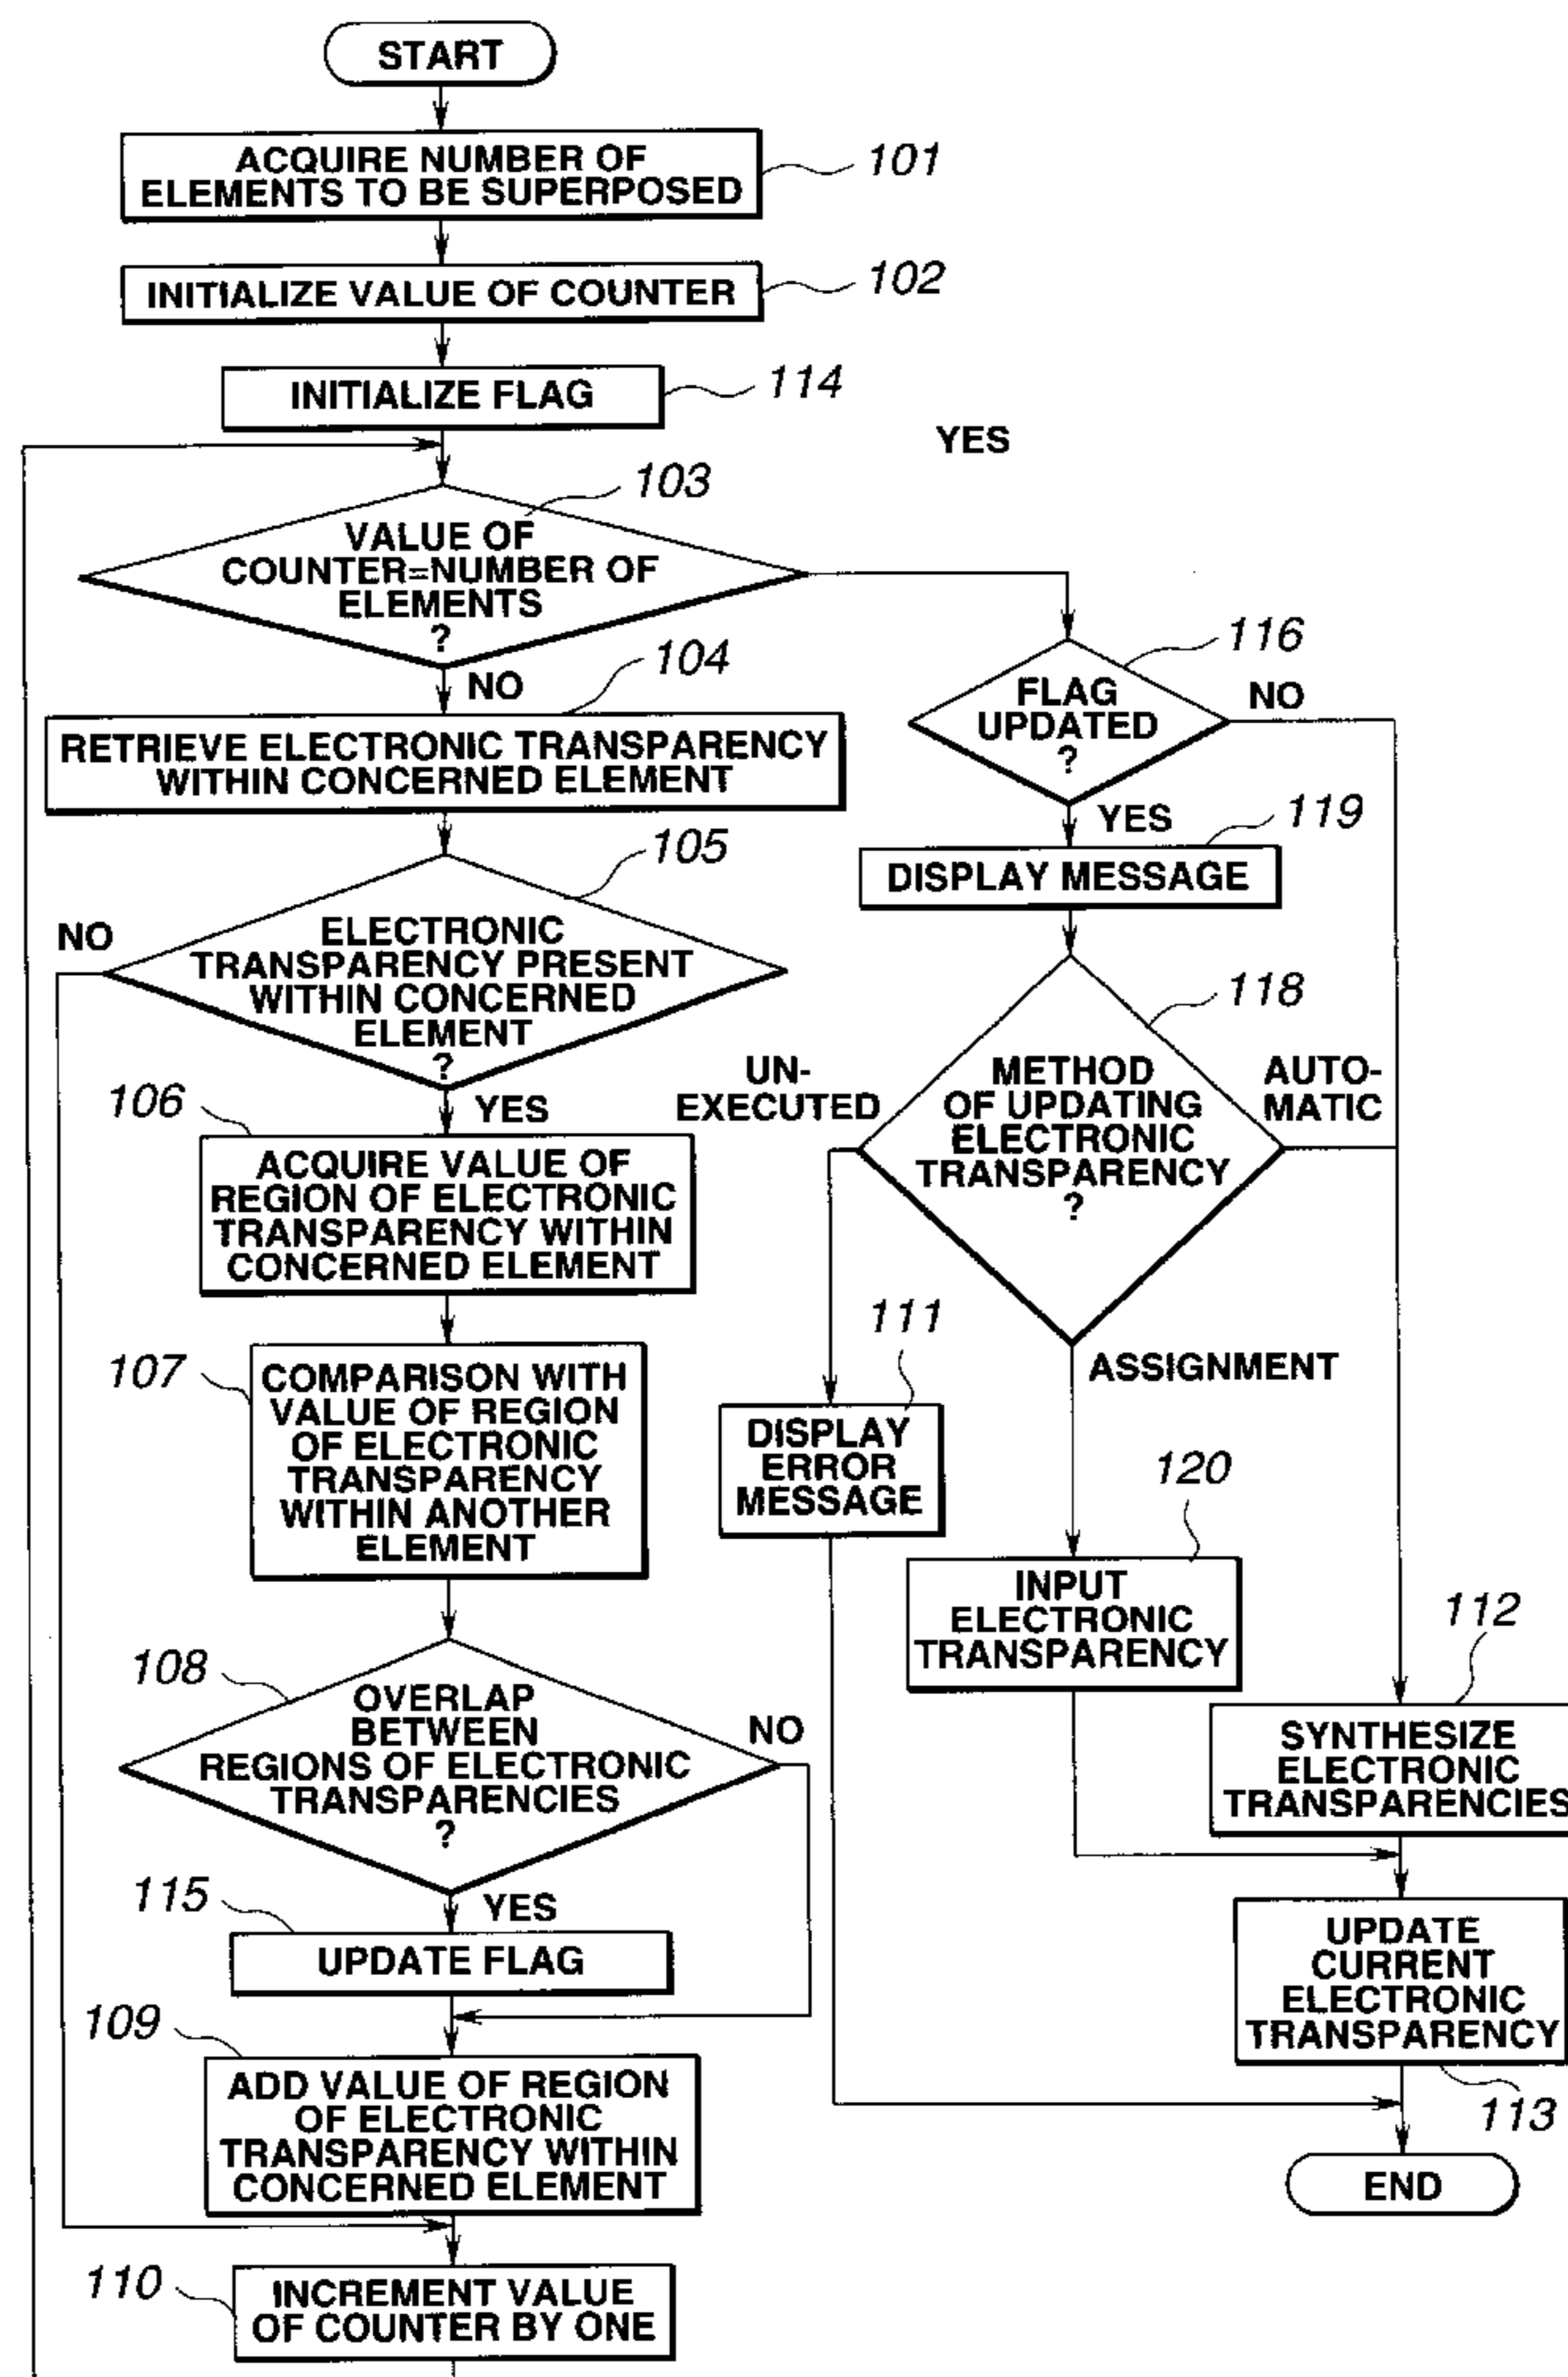 START
ACQUIRE NUMBER OF
ELEMENTS TO BE SUPERPOSED
101
INITIALIZE VALUE OF COUNTER
102
INITIALIZE FLAG
114
YES
103
VALUE OF
COUNTER=NUMBER OF
ELEMENTS
?
NO
104
RETRIEVE ELECTRONIC TRANSPARENCY
WITHIN CONCERNED ELEMENT
105
NO
ELECTRONIC
TRANSPARENCY PRESENT
WITHIN CONCERNED
ELEMENT
?
YES
106
ACQUIRE VALUE OF
REGION OF ELECTRONIC
TRANSPARENCY WITHIN
CONCERNED ELEMENT
107
COMPARISON WITH
VALUE OF REGION
OF ELECTRONIC
TRANSPARENCY
WITHIN ANOTHER
ELEMENT
108
OVERLAP
BETWEEN
REGIONS OF ELECTRONIC
TRANSPARENCIES
?
NO
YES
115
UPDATE FLAG
109
ADD VALUE OF REGION
OF ELECTRONIC
TRANSPARENCY WITHIN
CONCERNED ELEMENT
110
INCREMENT VALUE
OF COUNTER BY ONE
116
FLAG
UPDATED
?
NO
YES
119
DISPLAY MESSAGE
118
METHOD
OF UPDATING
ELECTRONIC
TRANSPARENCY
?
UN-
EXECUTED
AUTO-
MATIC
ASSIGNMENT
111
DISPLAY
ERROR
MESSAGE
120
INPUT
ELECTRONIC
TRANSPARENCY
112
SYNTHESIZE
ELECTRONIC
TRANSPARENCIES
UPDATE
CURRENT
ELECTRONIC
TRANSPARENCY
113
END